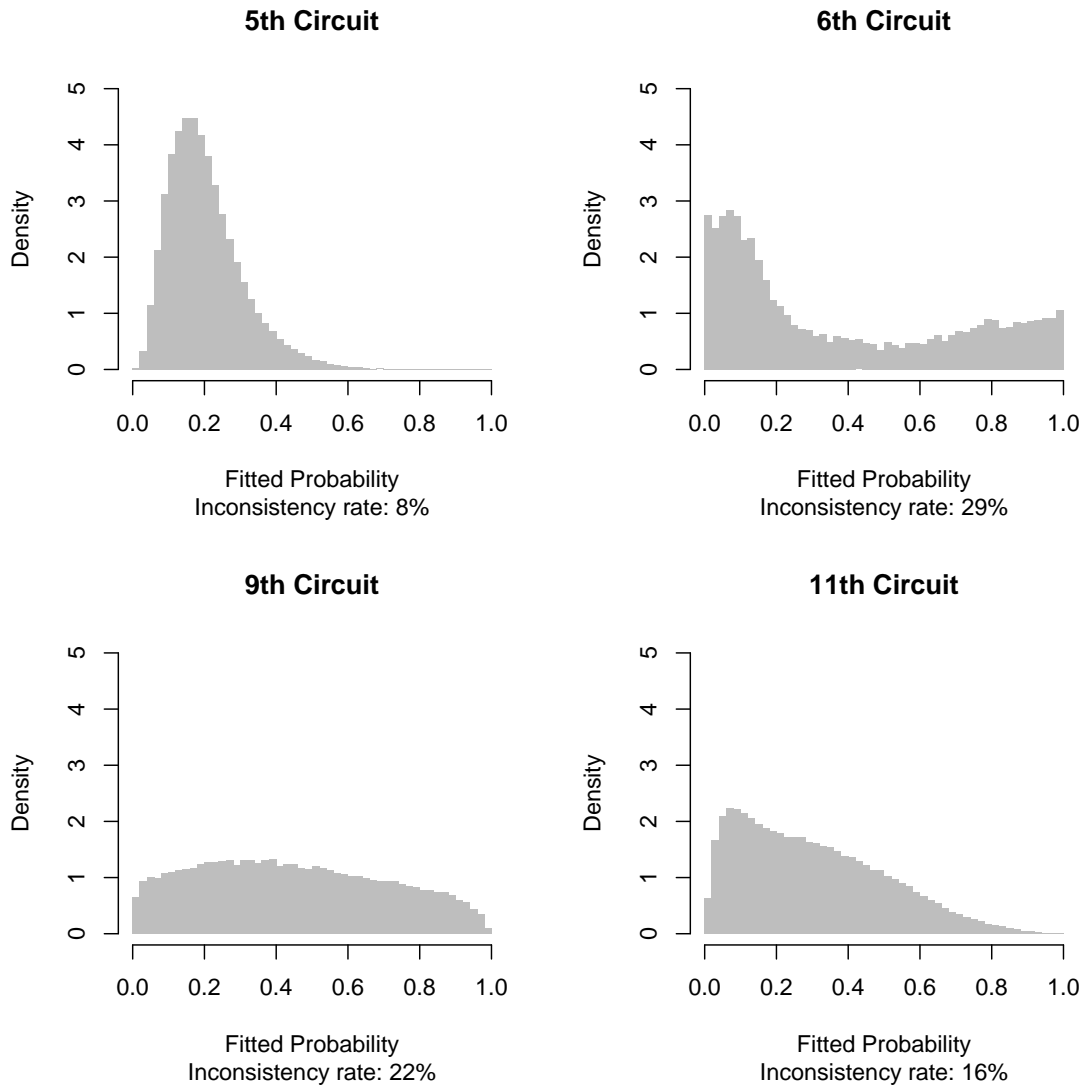 5th Circuit
5
4
3
2
1
0
Density
0.0 0.2 0.4 0.6 0.8 1.0
Fitted Probability
Inconsistency rate: 8%
6th Circuit
5
4
3
2
1
0
Density
0.0 0.2 0.4 0.6 0.8 1.0
Fitted Probability
Inconsistency rate: 29%
9th Circuit
5
4
3
2
1
0
Density
0.0 0.2 0.4 0.6 0.8 1.0
Fitted Probability
Inconsistency rate: 22%
11th Circuit
5
4
3
2
1
0
Density
0.0 0.2 0.4 0.6 0.8 1.0
Fitted Probability
Inconsistency rate: 16%